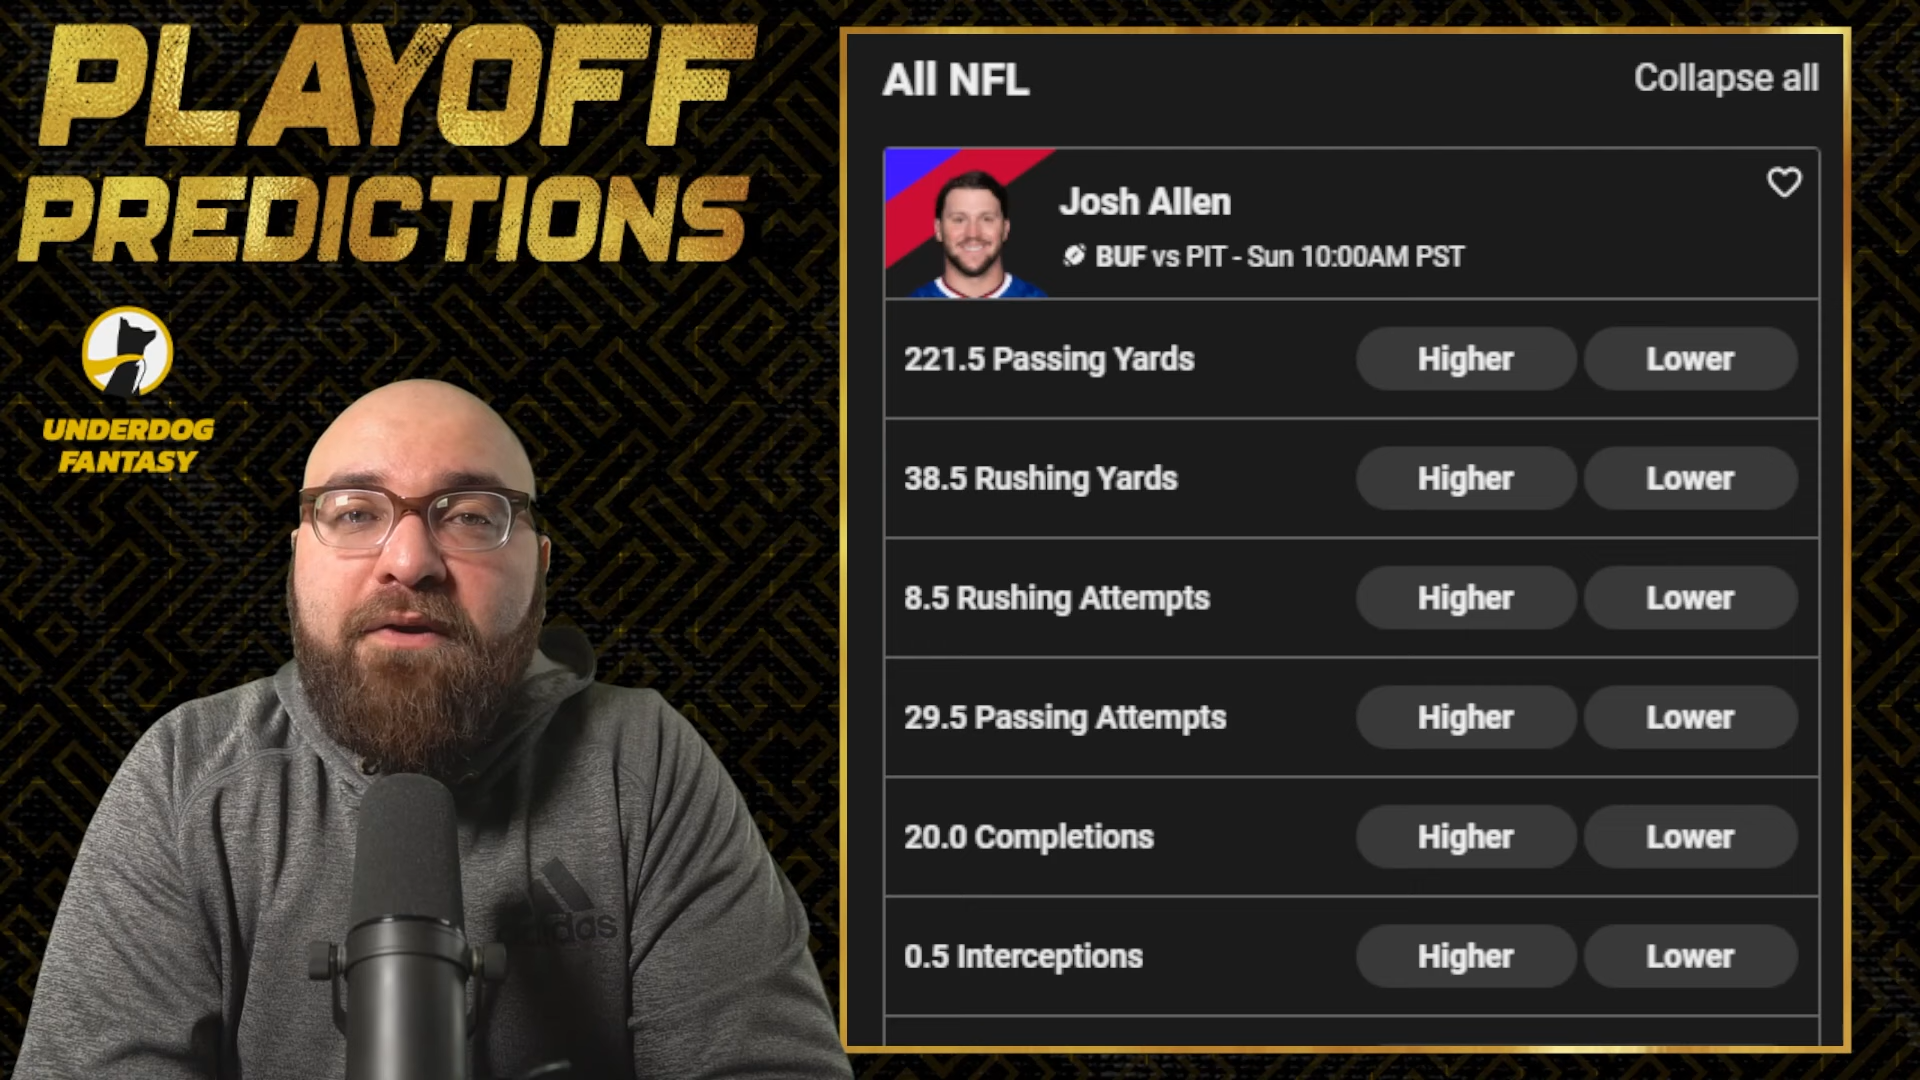 PLAYOFF
PREDICTIONS
UNDERDOG
FANTASY
adidas
All NFL
Collapse all
Josh Allen
BUF vs PIT - Sun 10:00AM PST
221.5 Passing Yards
Higher
Lower
38.5 Rushing Yards
Higher
Lower
8.5 Rushing Attempts
Higher
Lower
29.5 Passing Attempts
Higher
Lower
20.0 Completions
Higher
Lower
0.5 Interceptions
Higher
Lower